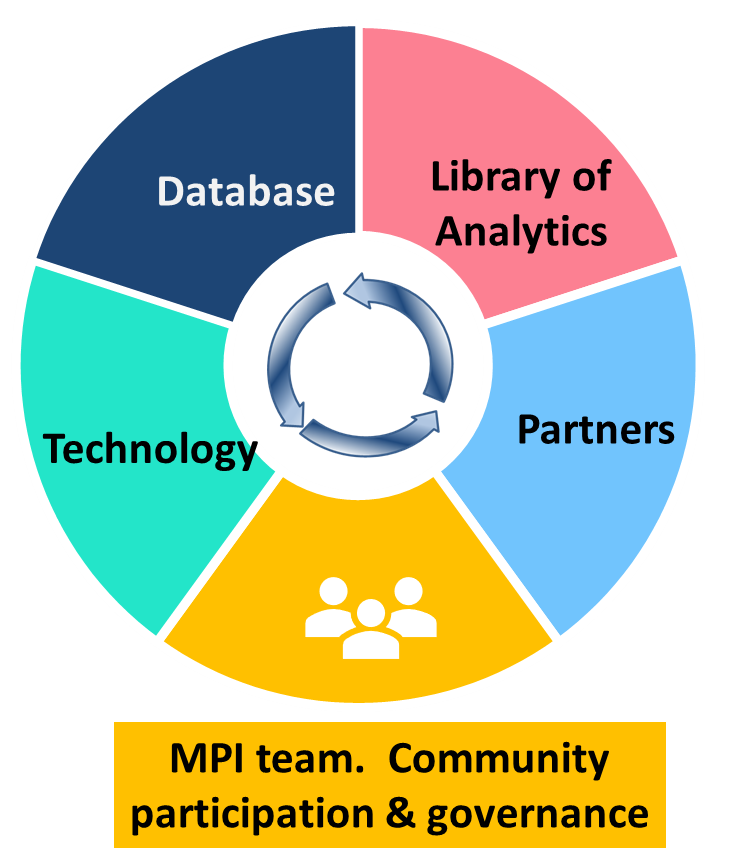 Database
Library of
Analytics
Technology
Partners
MPI team.  Community
participation & governance